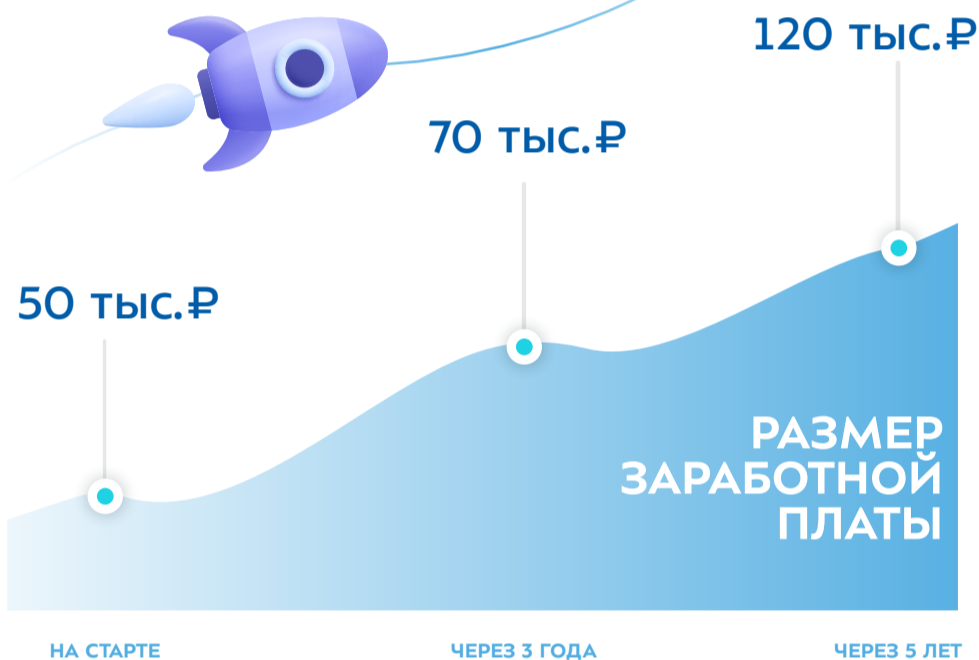 120 тыс.₽
70 тыс.₽
50 тыс.₽
РАЗМЕР
ЗАРАБОТНОЙ
ПЛАТЫ
НА СТАРТЕ
ЧЕРЕЗ 3 ГОДА
ЧЕРЕЗ 5 ЛЕТ